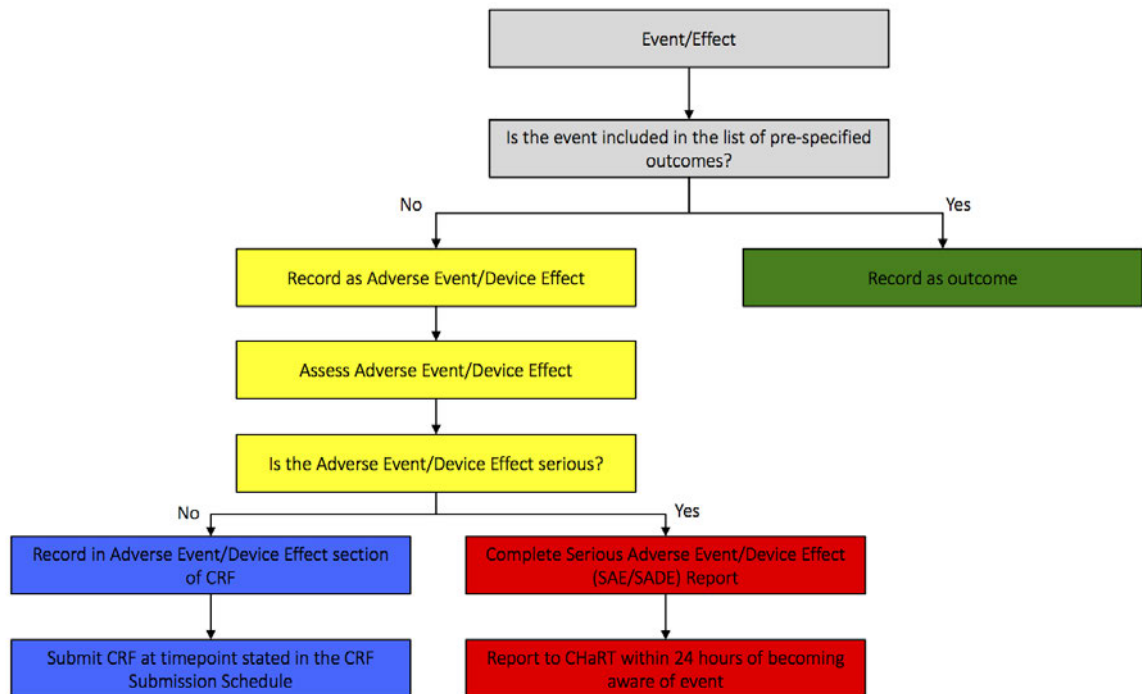 Event/Effect
Is the event included in the list of pre-specified
outcomes?
No
Yes
Record as Adverse Event/Device Effect
Record as outcome
Assess Adverse Event/Device Effect
Is the Adverse Event/Device Effect serious?
No
Yes
Record in Adverse Event/Device Effect section
of CRF
Complete Serious Adverse Event/Device Effect
(SAE/SADE) Report
Submit CRF at timepoint stated in the CRF
Submission Schedule
Report to CHaRT within 24 hours of becoming
aware of event